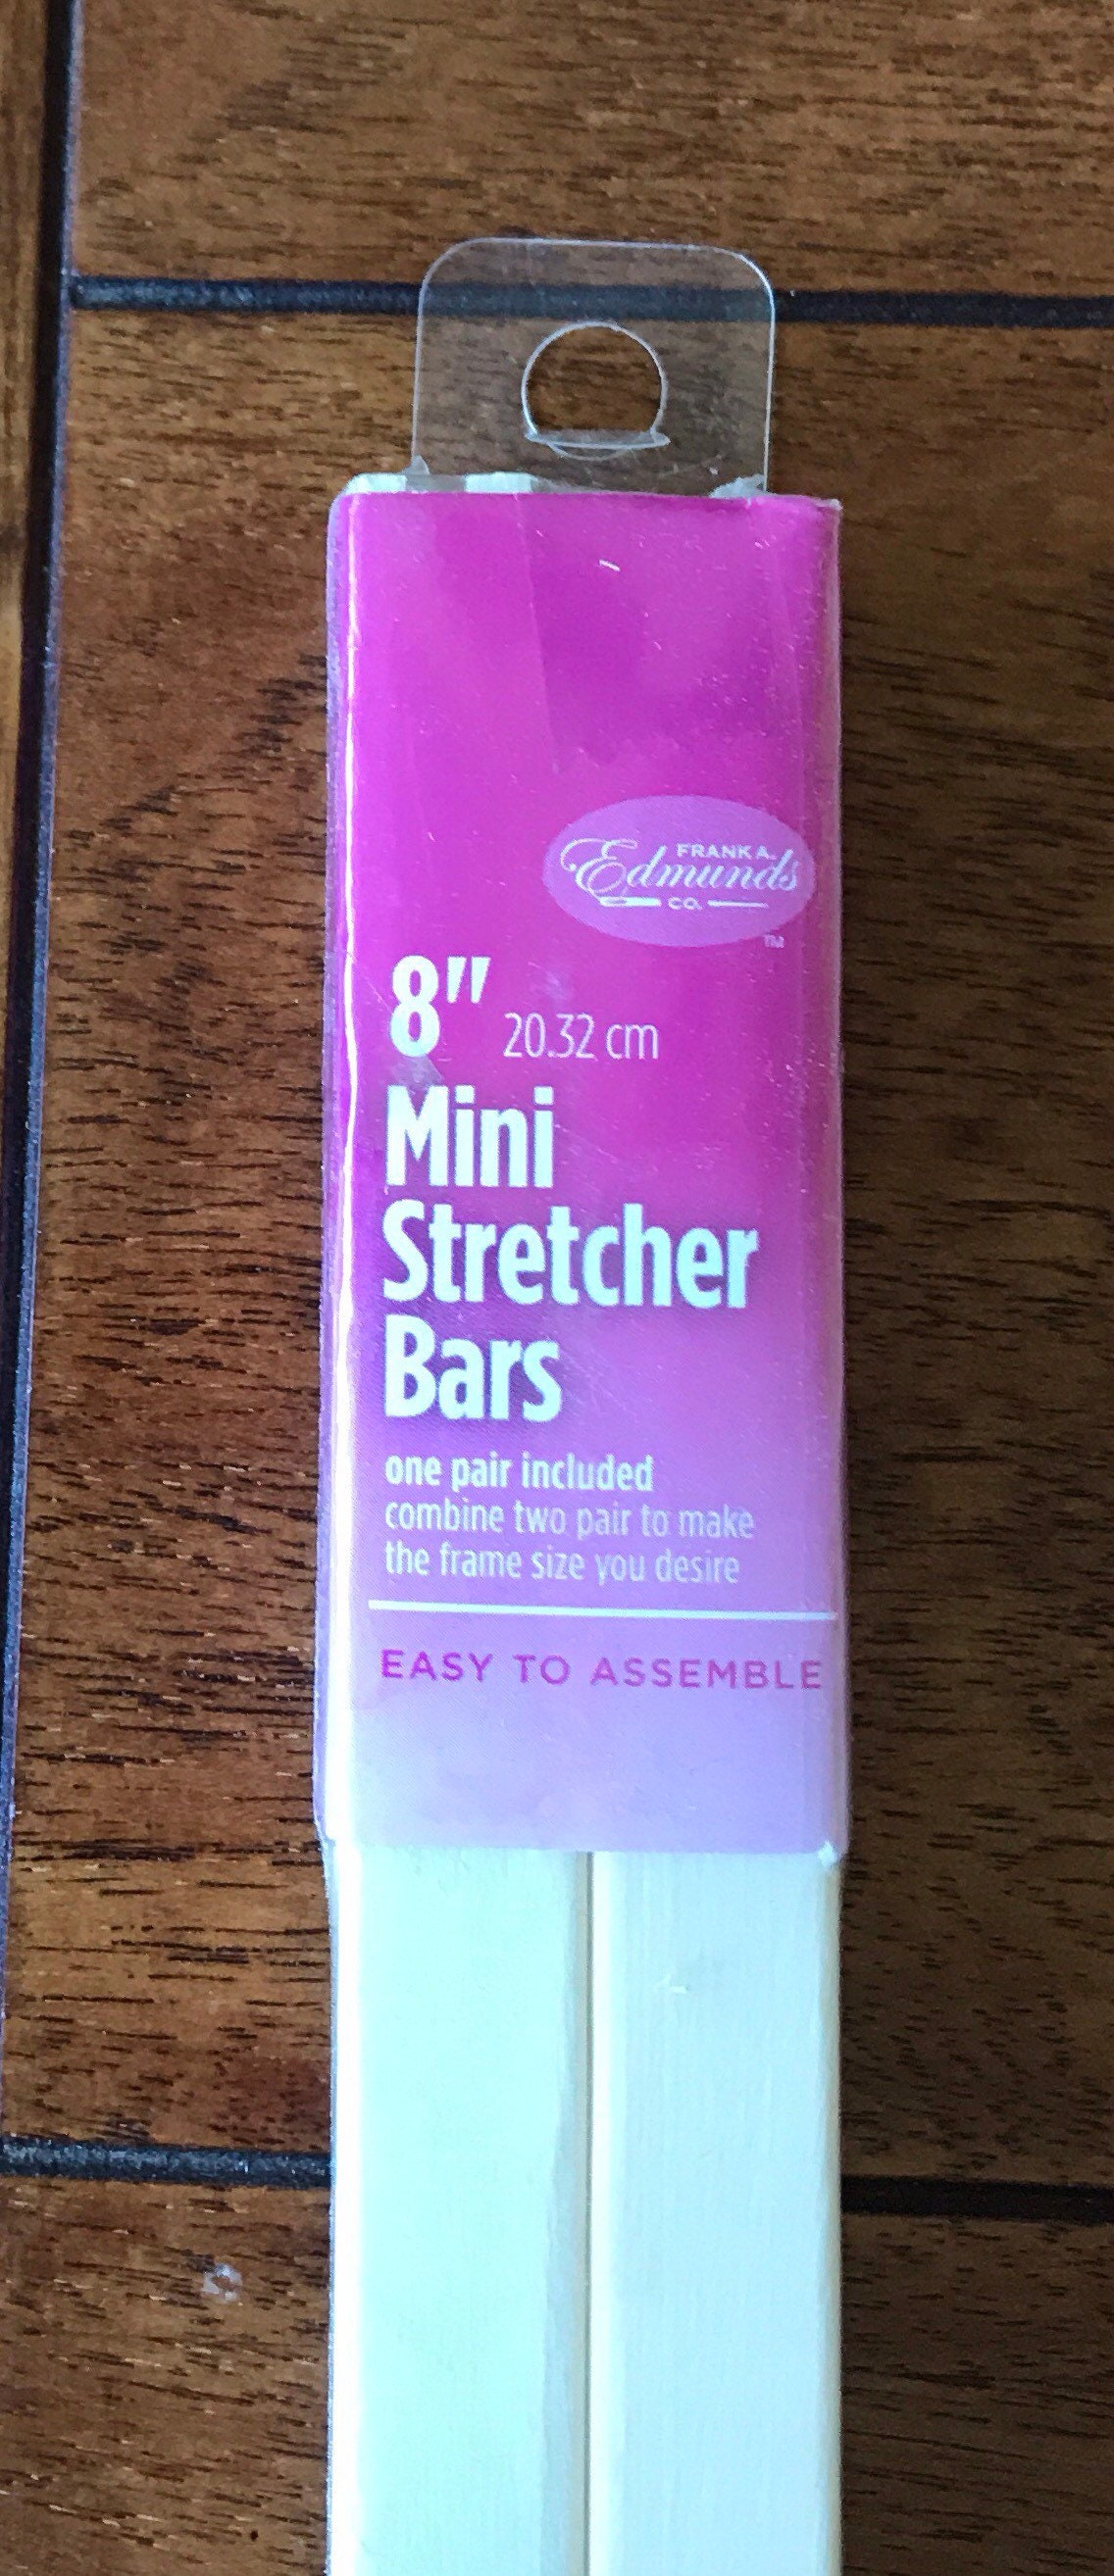 FRANK A.
Edmunds
CO.
TM
8" 20.32 cm
Mini
Stretcher
Bars
one pair included
combine two pair to make
the frame size you desire
EASY TO ASSEMBLE